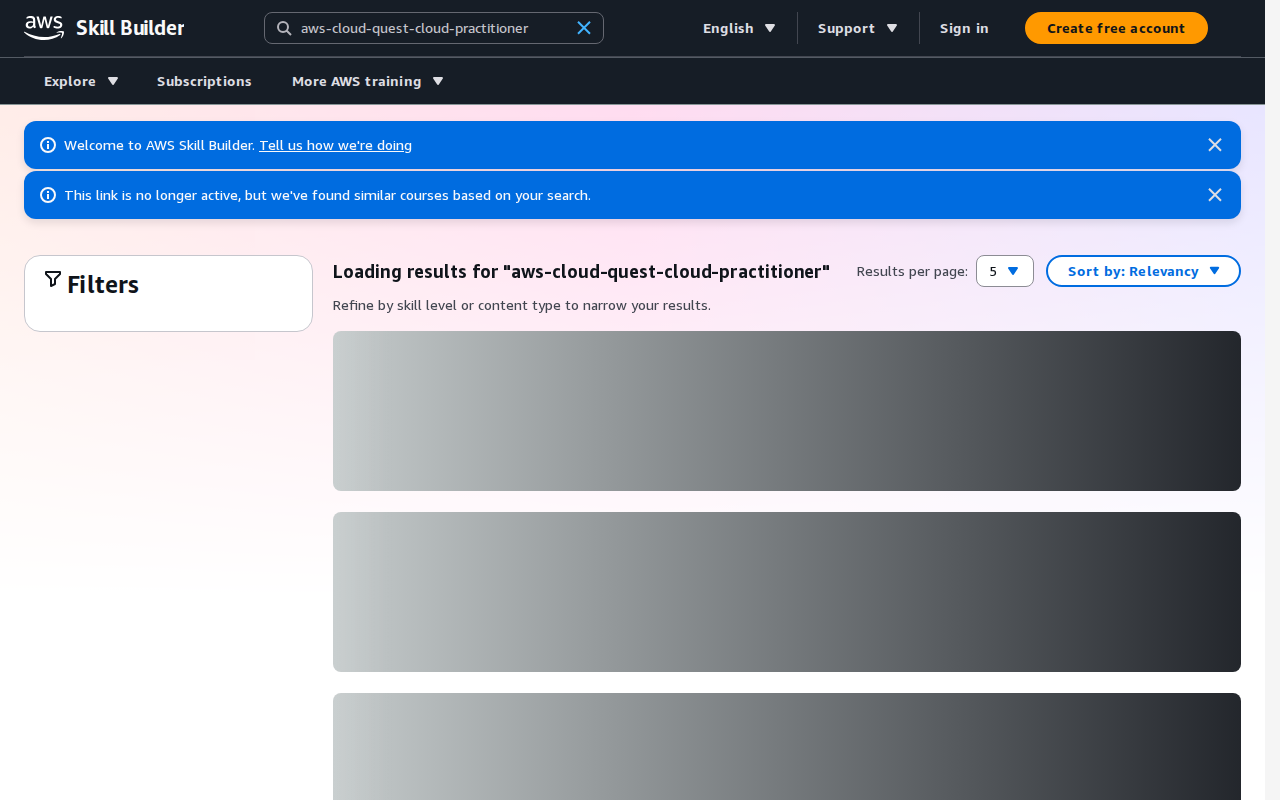 aws Skill Builder
aws-cloud-quest-cloud-practitioner
English
Support
Sign in
Create free account
Explore
Subscriptions
More AWS training
Welcome to AWS Skill Builder. Tell us how we're doing
This link is no longer active, but we've found similar courses based on your search.
Filters
Loading results for "aws-cloud-quest-cloud-practitioner"
Results per page:
5
Sort by: Relevancy
Refine by skill level or content type to narrow your results.